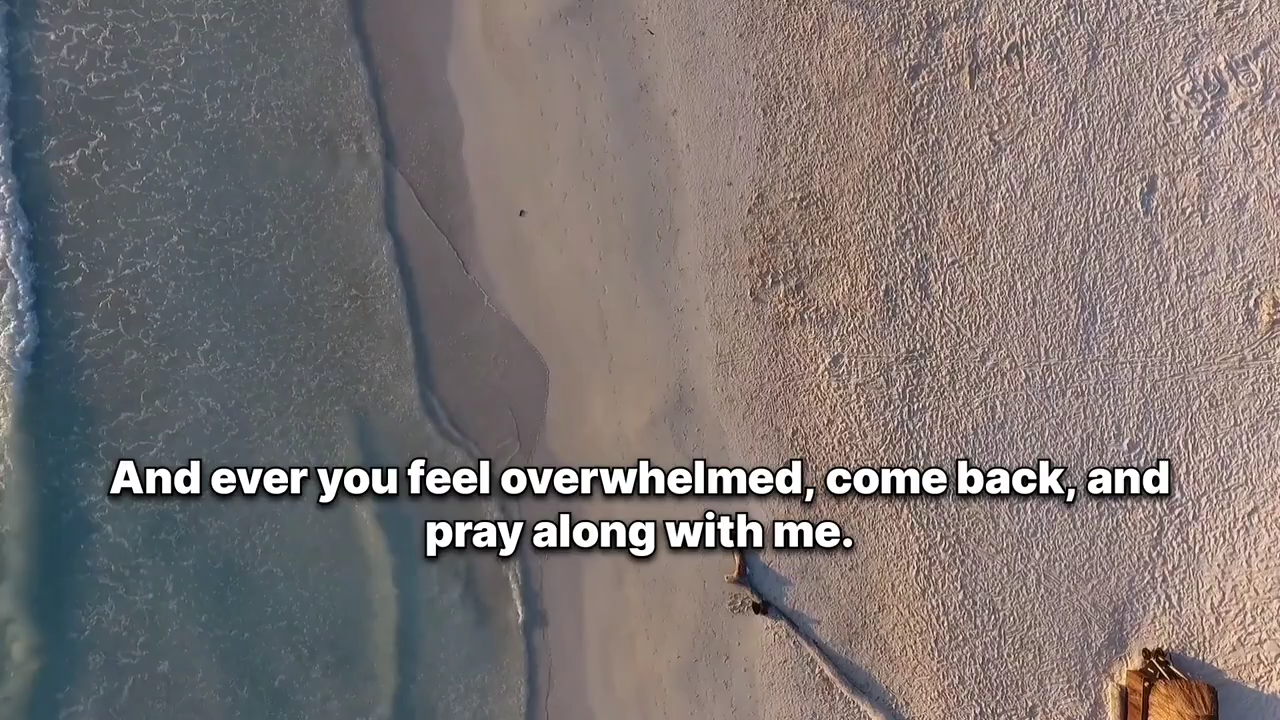 And ever you feel overwhelmed, come back, and
pray along with me.